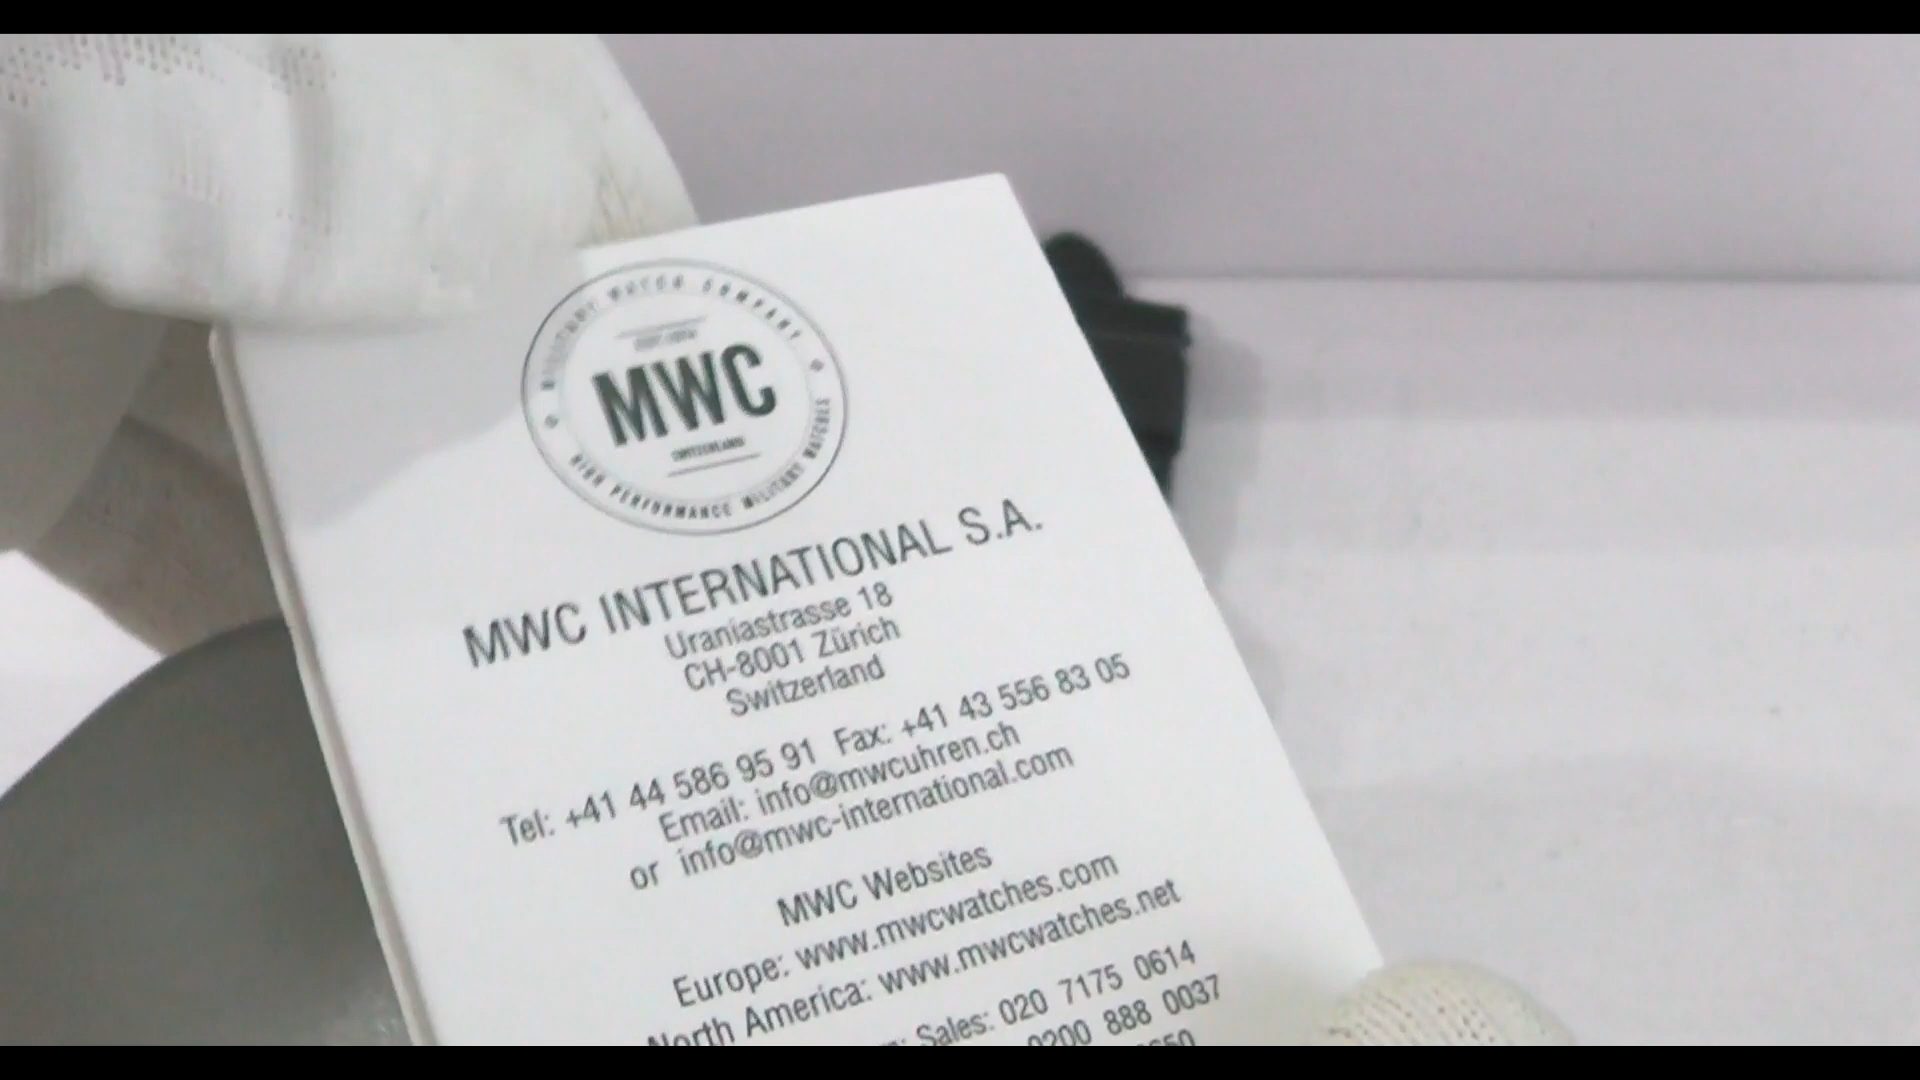 MILITARY WATCH COMPANY
MWC
SWITZERLAND
HIGH PERFORMANCE MILITARY WATCHES
MWC INTERNATIONAL S.A.
Uraniastrasse 18
CH-8001 Zürich
Switzerland
Tel: +41 44 586 95 91 Fax: +41 43 556 83 05
Email: info@mwcuhren.ch
or info@mwc-international.com
MWC Websites
Europe: www.mwcwatches.com
North America: www.mwcwatches.net
Sales: 020 7175 0614
0200 888 0037